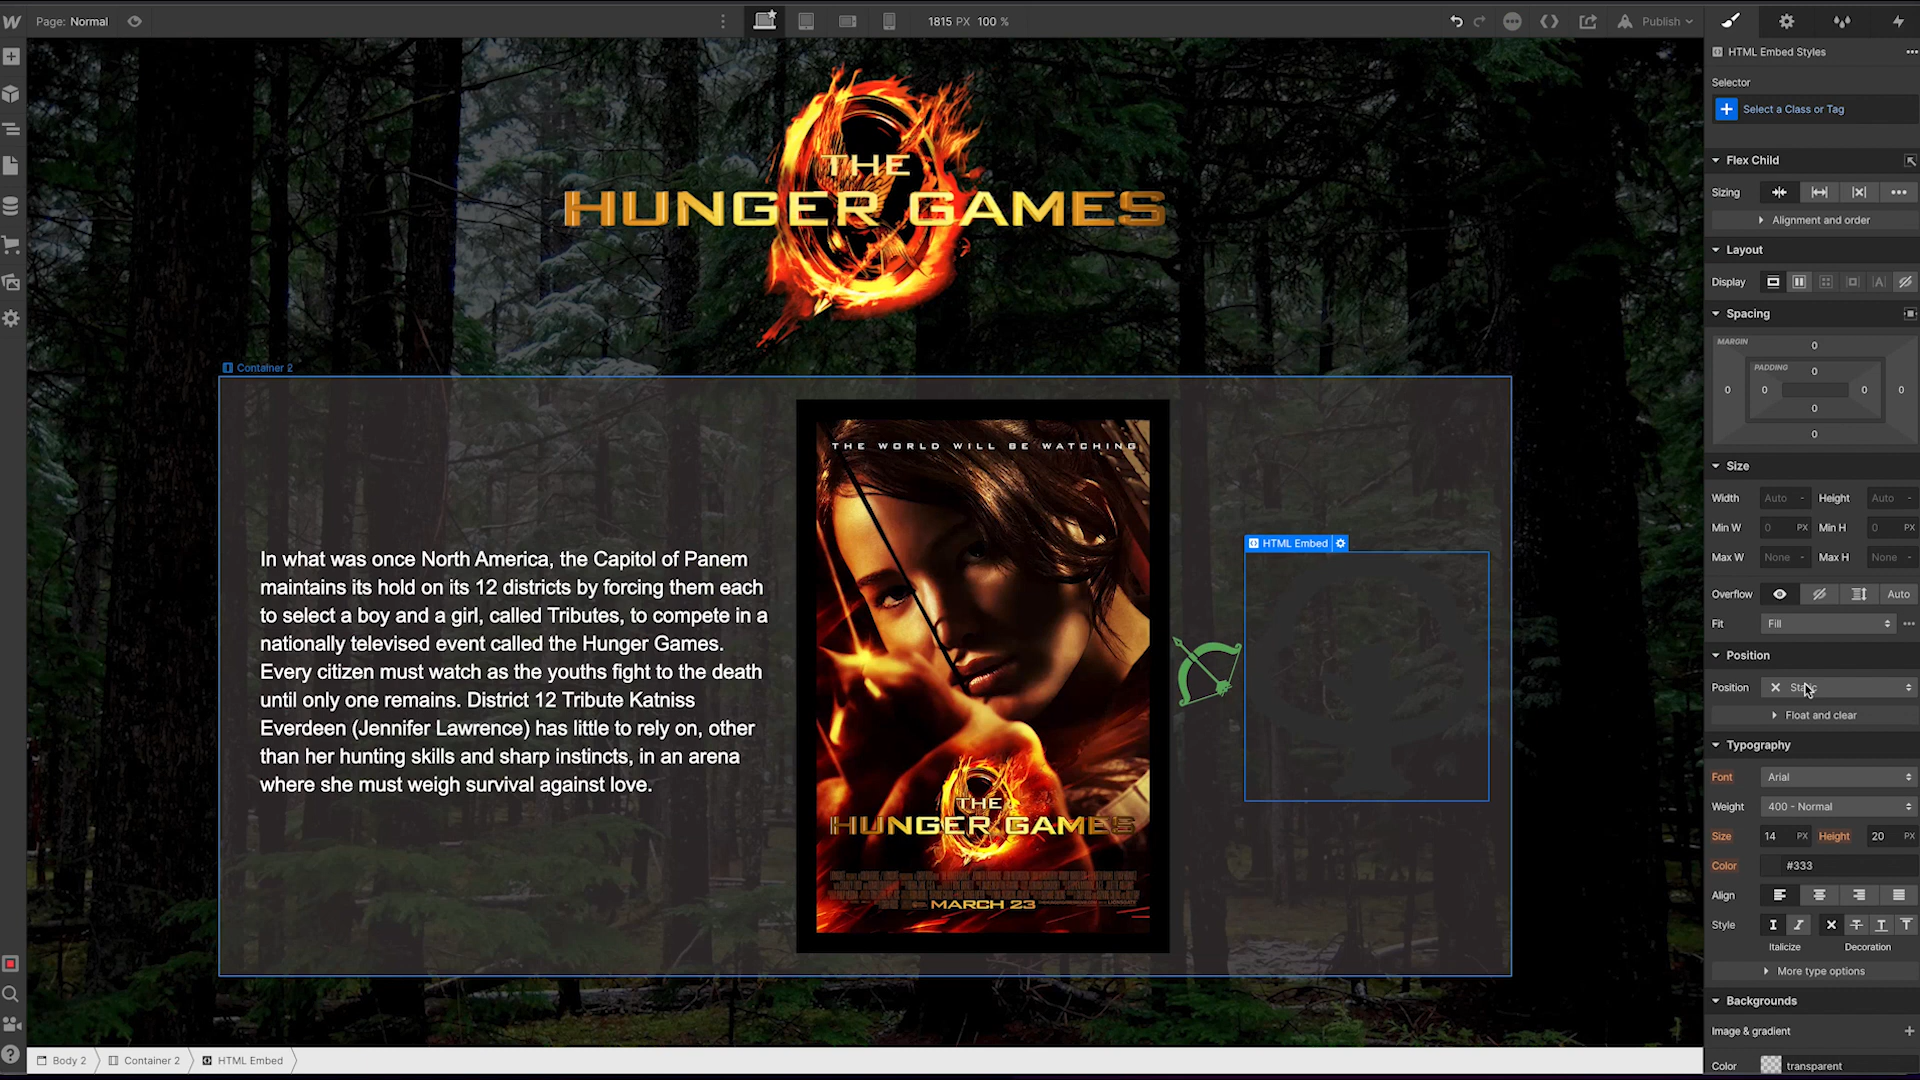 Page: Normal
1815 PX 100 %
Publish
HTML Embed Styles
Selector
Select a Class or Tag
Flex Child
Sizing
Alignment and order
Layout
Display
Spacing
MARGIN
0
PADDING
0
0
0
0
0
0
0
Size
Width
Auto
-
Height
Auto
-
Min W
0
PX
Min H
0
PX
Max W
None
-
Max H
None
-
Overflow
Auto
Fit
Fill
Position
Position
Static
Float and clear
Typography
Font
Arial
Weight
400 - Normal
Size
14
PX
Height
20
PX
Color
#333
Align
Style
Italicize
Decoration
More type options
Backgrounds
Image & gradient
Color
transparent
THE
HUNGER GAMES
Container 2
In what was once North America, the Capitol of Panem
maintains its hold on its 12 districts by forcing them each
to select a boy and a girl, called Tributes, to compete in a
nationally televised event called the Hunger Games.
Every citizen must watch as the youths fight to the death
until only one remains. District 12 Tribute Katniss
Everdeen (Jennifer Lawrence) has little to rely on, other
than her hunting skills and sharp instincts, in an arena
where she must weigh survival against love.
THE WORLD WILL BE WATCHING
THE
HUNGER GAMES
MARCH 23
HTML Embed
Body 2
Container 2
HTML Embed